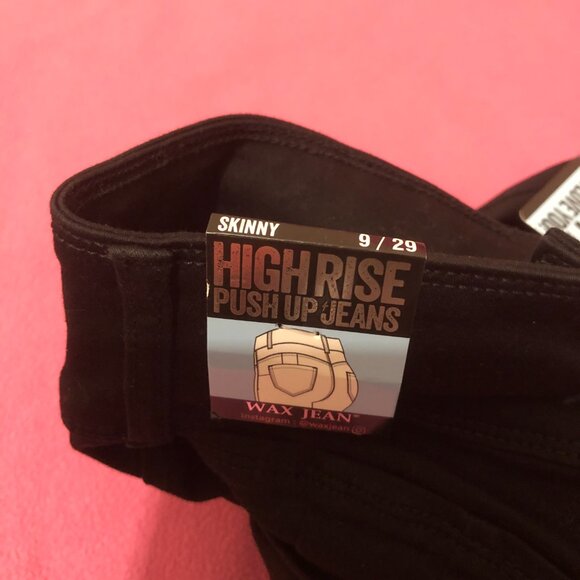 SKINNY
9 / 29
HIGH RISE
PUSH UP JEANS
WAX JEAN®
instagram · @waxjean